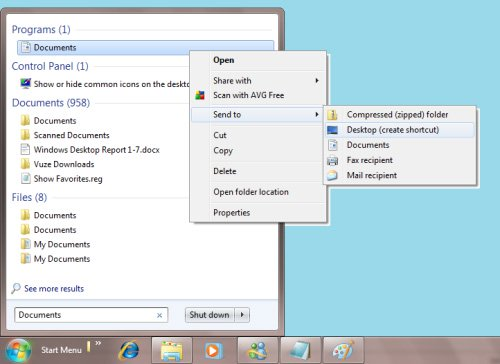 Programs (1)
Documents
Control Panel (1)
Show or hide common icons on the deskto
Documents (958)
Documents
Scanned Documents
Windows Desktop Report 1-7.docx
Vuze Downloads
Show Favorites.reg
Files (8)
Documents
Documents
My Documents
My Documents
See more results
Documents
Shut down
Start Menu
Open
Share with
Scan with AVG Free
Send to
Cut
Copy
Delete
Open folder location
Properties
Compressed (zipped) folder
Desktop (create shortcut)
Documents
Fax recipient
Mail recipient